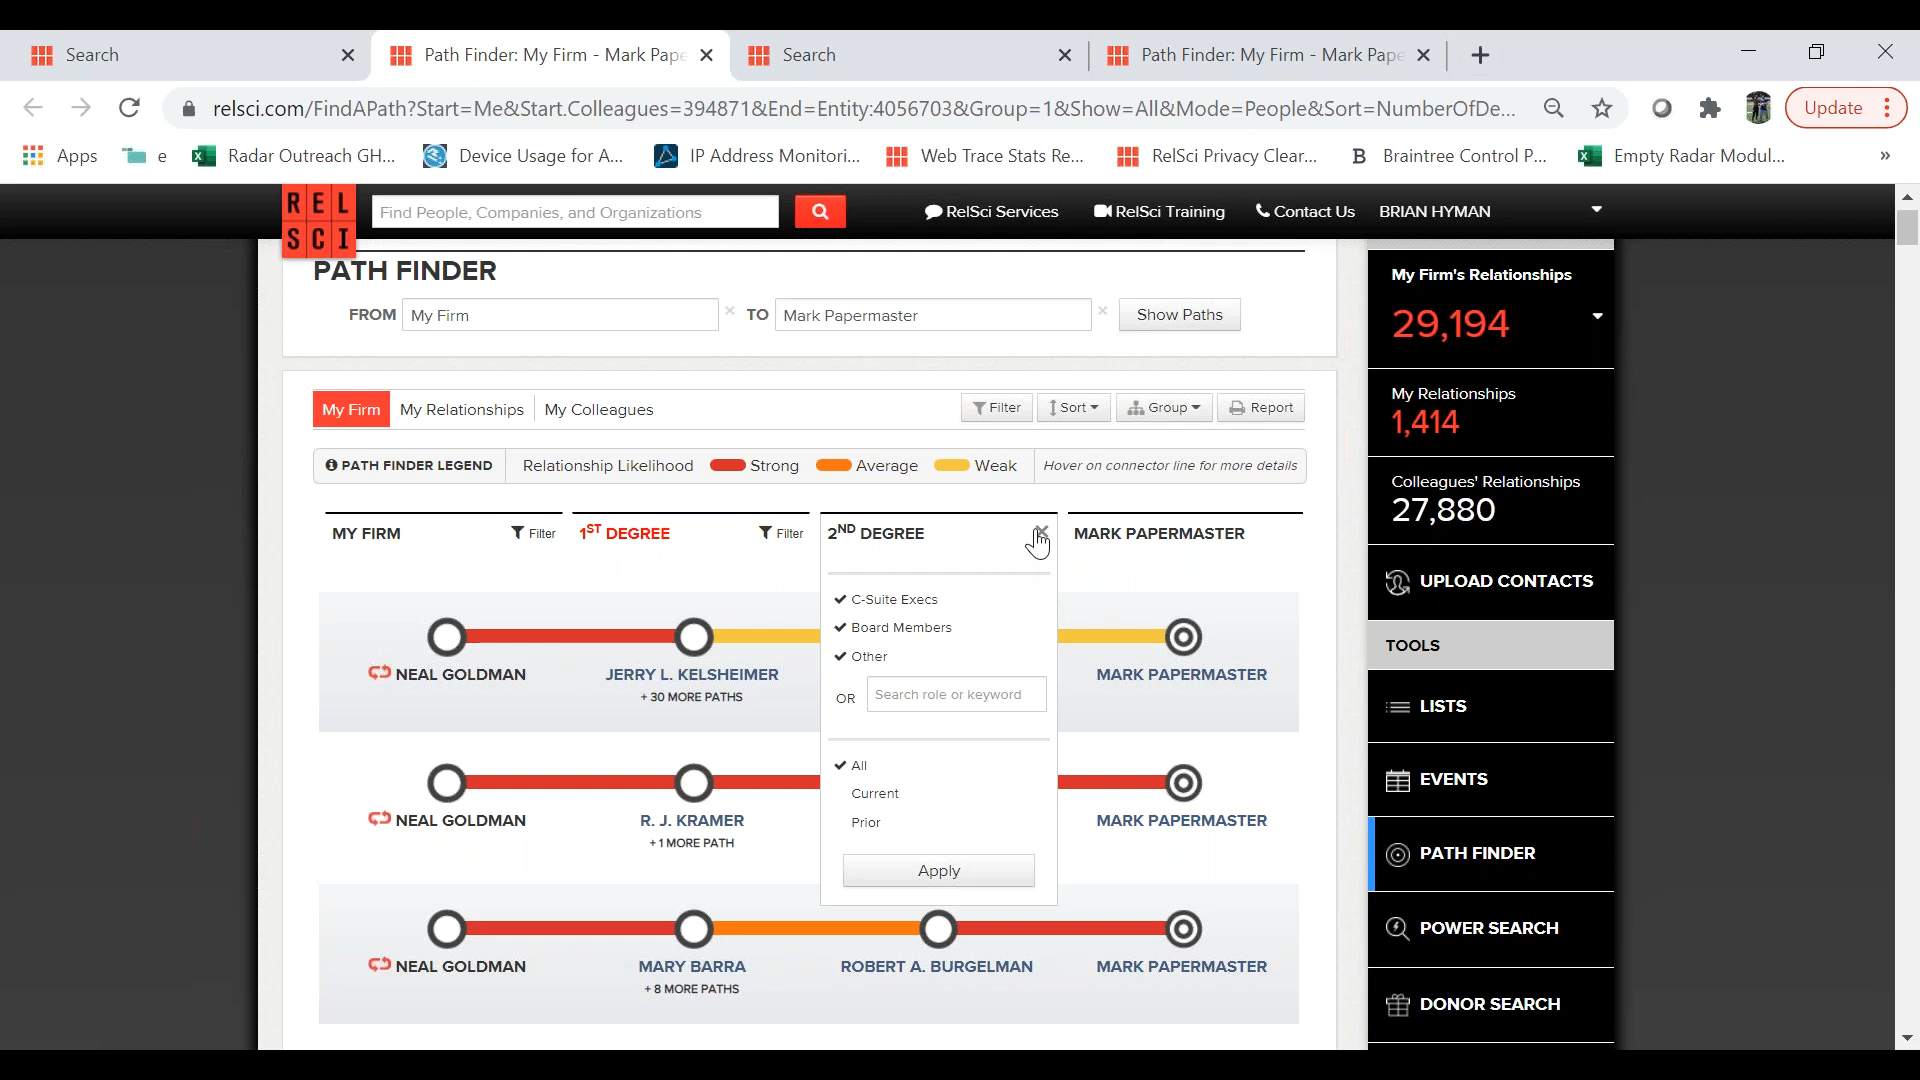 Search
Path Finder: My Firm - Mark Pape
Search
Path Finder: My Firm - Mark Pape
relsci.com/FindAPath?Start=Me&Start.Colleagues=394871&End=Entity:4056703&Group=1&Show=All&Mode=People&Sort=NumberOfDe...
Update
Apps
e
Radar Outreach GH...
Device Usage for A...
IP Address Monitori...
Web Trace Stats Re...
RelSci Privacy Clear...
Braintree Control P...
Empty Radar Modul...
»
REL
SCI
Find People, Companies, and Organizations
RelSci Services
RelSci Training
Contact Us
BRIAN HYMAN
PATH FINDER
FROM
My Firm
TO
Mark Papermaster
Show Paths
My Firm
My Relationships
My Colleagues
Filter
Sort
Group
Report
PATH FINDER LEGEND
Relationship Likelihood
Strong
Average
Weak
Hover on connector line for more details
MY FIRM
Filter
1ST DEGREE
Filter
2ND DEGREE
MARK PAPERMASTER
C-Suite Execs
Board Members
Other
OR
Search role or keyword
All
Current
Prior
Apply
NEAL GOLDMAN
JERRY L. KELSHEIMER
+ 30 MORE PATHS
MARK PAPERMASTER
NEAL GOLDMAN
R. J. KRAMER
+ 1 MORE PATH
MARK PAPERMASTER
NEAL GOLDMAN
MARY BARRA
+ 8 MORE PATHS
ROBERT A. BURGELMAN
MARK PAPERMASTER
My Firm's Relationships
29,194
My Relationships
1,414
Colleagues' Relationships
27,880
UPLOAD CONTACTS
TOOLS
LISTS
EVENTS
PATH FINDER
POWER SEARCH
DONOR SEARCH